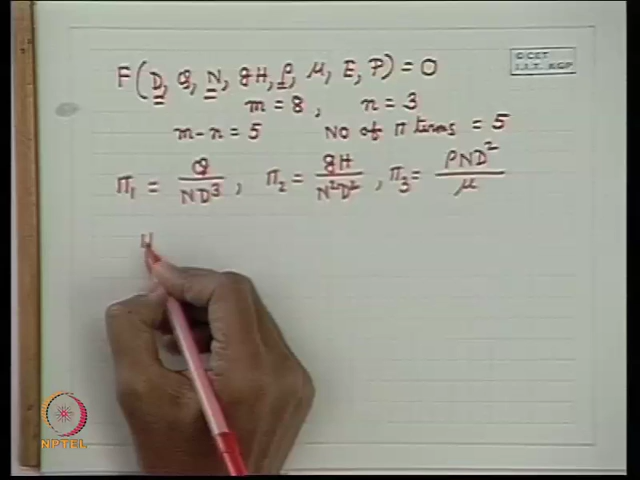 F(D, Q, N, gH, ρ, μ, E, P) = 0
m = 8, n = 3
m-n = 5 No of π terms = 5
π₁ = Q/ND³, π₂ = gH/N²D², π₃ = ρND²/μ
© CET
I.I.T. KGP
NPTEL